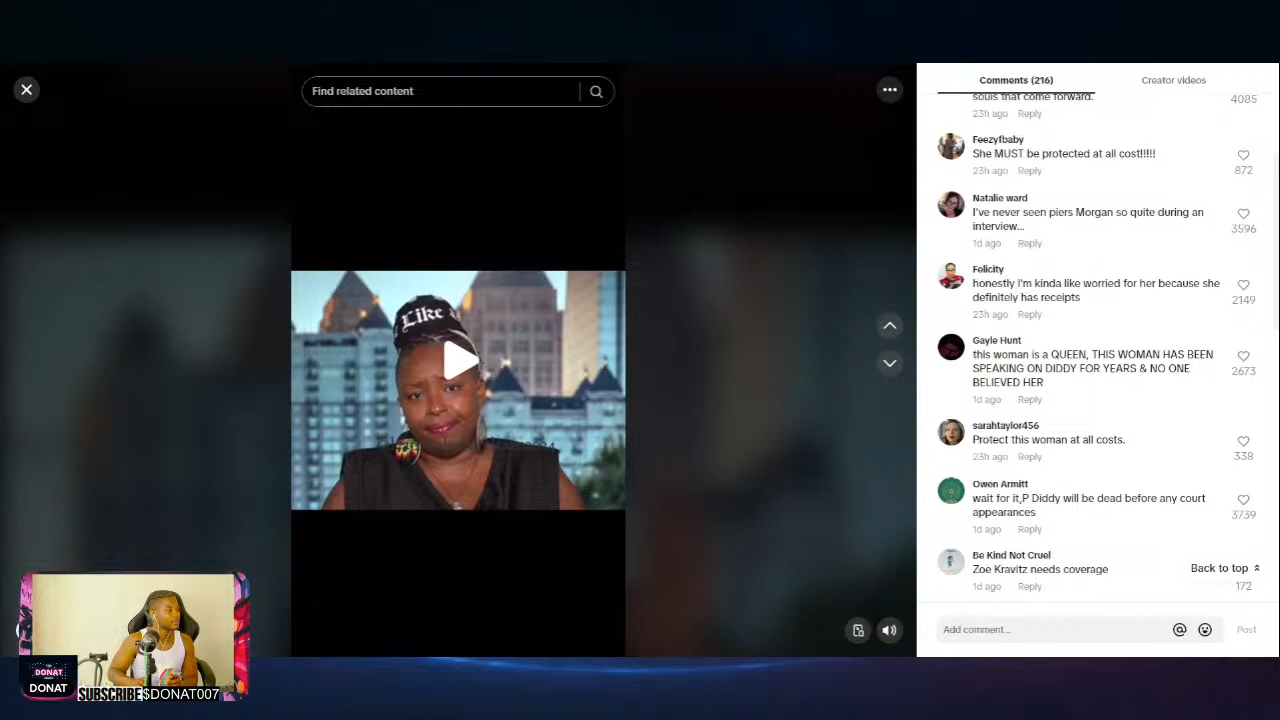 Find related content
Like
Comments (216)
Creator videos
souls that come forward.
4085
23h ago Reply
Feezyfbaby
She MUST be protected at all cost!!!!!
23h ago Reply
872
Natalie ward
I've never seen piers Morgan so quite during an
interview...
3596
1d ago Reply
Felicity
honestly I'm kinda like worried for her because she
definitely has receipts
2149
23h ago Reply
Gayle Hunt
this woman is a QUEEN, THIS WOMAN HAS BEEN
SPEAKING ON DIDDY FOR YEARS & NO ONE
BELIEVED HER
2673
1d ago Reply
sarahtaylor456
Protect this woman at all costs.
23h ago Reply
338
Owen Armitt
wait for it,P Diddy will be dead before any court
appearances
3739
1d ago Reply
Be Kind Not Cruel
Zoe Kravitz needs coverage
Back to top
1d ago Reply
172
Add comment...
Post
DONAT
DONAT
SUBSCRIBE $DONAT007